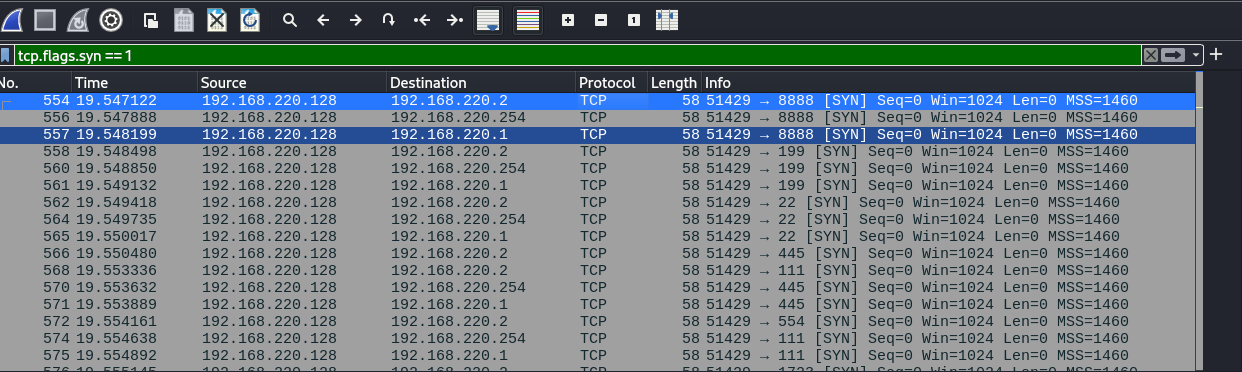 tcp.flags.syn == 1
No. Time Source Destination Protocol Length Info
554 19.547122 192.168.220.128 192.168.220.2 TCP 58 51429 → 8888 [SYN] Seq=0 Win=1024 Len=0 MSS=1460
556 19.547888 192.168.220.128 192.168.220.254 TCP 58 51429 → 8888 [SYN] Seq=0 Win=1024 Len=0 MSS=1460
557 19.548199 192.168.220.128 192.168.220.1 TCP 58 51429 → 8888 [SYN] Seq=0 Win=1024 Len=0 MSS=1460
558 19.548498 192.168.220.128 192.168.220.2 TCP 58 51429 → 199 [SYN] Seq=0 Win=1024 Len=0 MSS=1460
560 19.548850 192.168.220.128 192.168.220.254 TCP 58 51429 → 199 [SYN] Seq=0 Win=1024 Len=0 MSS=1460
561 19.549132 192.168.220.128 192.168.220.1 TCP 58 51429 → 199 [SYN] Seq=0 Win=1024 Len=0 MSS=1460
562 19.549418 192.168.220.128 192.168.220.2 TCP 58 51429 → 22 [SYN] Seq=0 Win=1024 Len=0 MSS=1460
564 19.549735 192.168.220.128 192.168.220.254 TCP 58 51429 → 22 [SYN] Seq=0 Win=1024 Len=0 MSS=1460
565 19.550017 192.168.220.128 192.168.220.1 TCP 58 51429 → 22 [SYN] Seq=0 Win=1024 Len=0 MSS=1460
566 19.550480 192.168.220.128 192.168.220.2 TCP 58 51429 → 445 [SYN] Seq=0 Win=1024 Len=0 MSS=1460
568 19.553336 192.168.220.128 192.168.220.2 TCP 58 51429 → 111 [SYN] Seq=0 Win=1024 Len=0 MSS=1460
570 19.553632 192.168.220.128 192.168.220.254 TCP 58 51429 → 445 [SYN] Seq=0 Win=1024 Len=0 MSS=1460
571 19.553889 192.168.220.128 192.168.220.1 TCP 58 51429 → 445 [SYN] Seq=0 Win=1024 Len=0 MSS=1460
572 19.554161 192.168.220.128 192.168.220.2 TCP 58 51429 → 554 [SYN] Seq=0 Win=1024 Len=0 MSS=1460
574 19.554638 192.168.220.128 192.168.220.254 TCP 58 51429 → 111 [SYN] Seq=0 Win=1024 Len=0 MSS=1460
575 19.554892 192.168.220.128 192.168.220.1 TCP 58 51429 → 111 [SYN] Seq=0 Win=1024 Len=0 MSS=1460